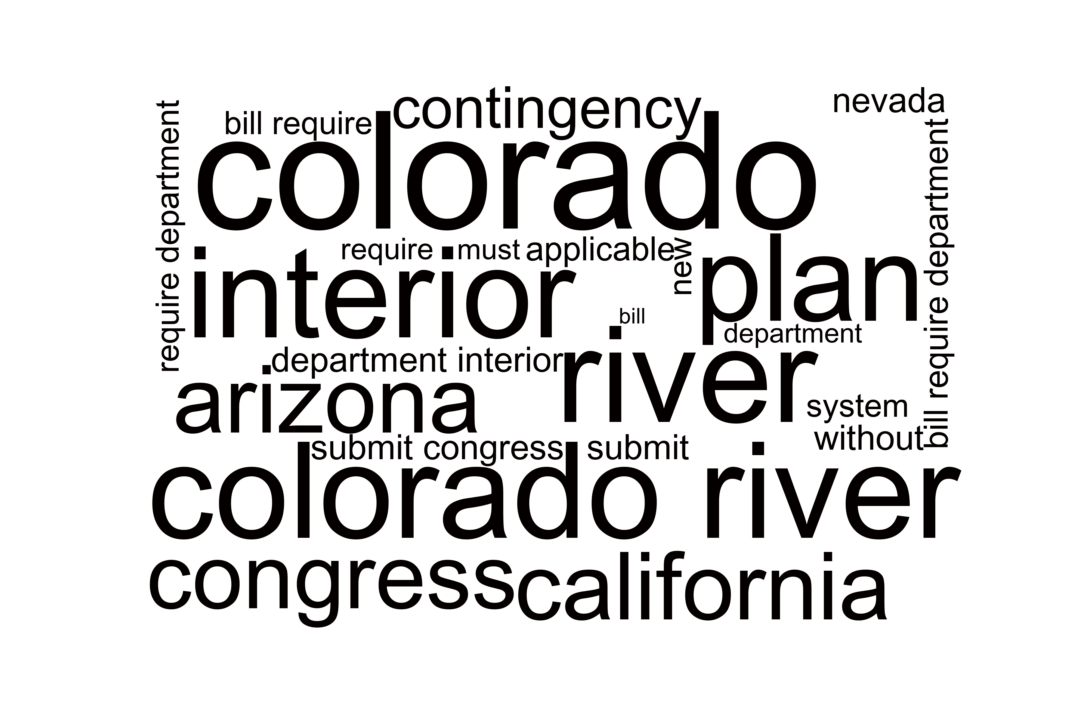 contingency
nevada
bill require
require department
colorado
bill require department
require
must
applicable
new
interior
plan
bill
department
department interior
river
arizona
system
without
submit congress
submit
colorado river
congress
california